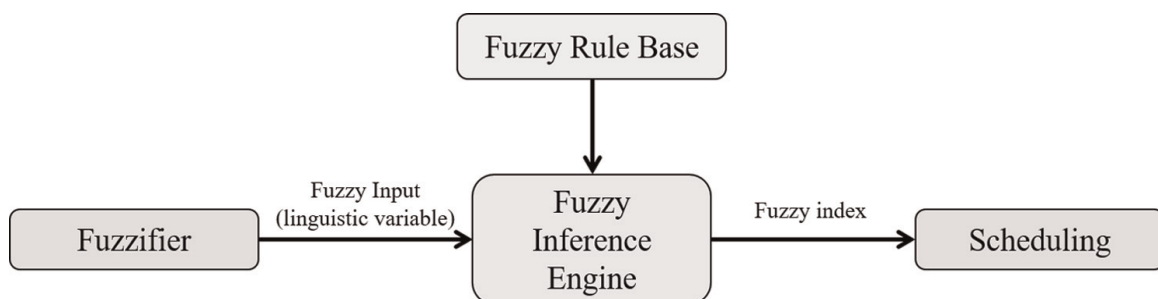 Fuzzy Rule Base
Fuzzy Input
(linguistic variable)
Fuzzifier
Fuzzy
Inference
Engine
Fuzzy index
Scheduling